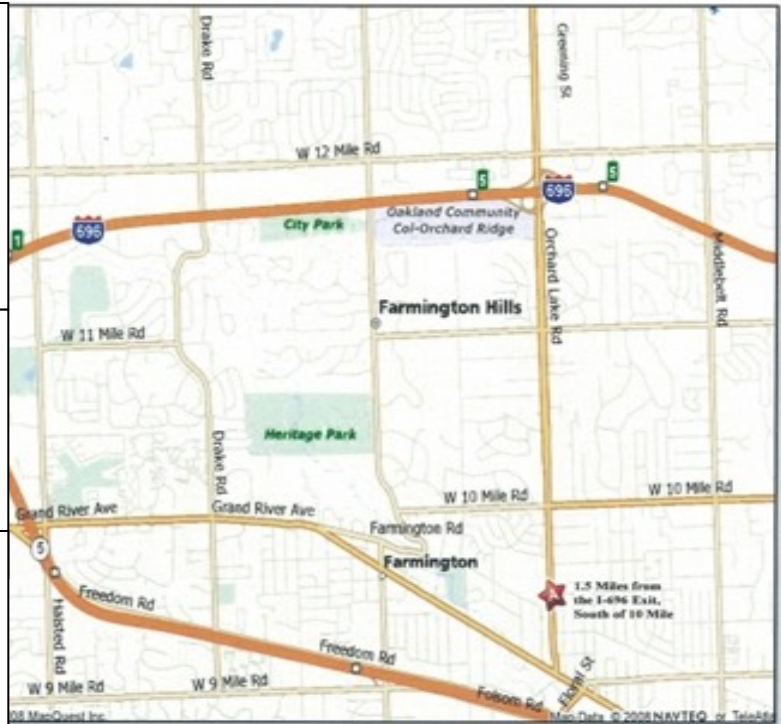 Drake Rd
Greening St
W 12 Mile Rd
5
5
696
696
Oakland Community
Col-Orchard Ridge
City Park
1
Orchard Lake Rd
Middlebelt Rd
Farmington Hills
W 11 Mile Rd
Heritage Park
Drake Rd
W 10 Mile Rd
W 10 Mile Rd
Grand River Ave
Grand River Ave
Farmington Rd
5
Farmington
A
1.5 Miles from
the I-696 Exit,
South of 10 Mile
Freedom Rd
Halsted Rd
Freedom Rd
Floral St
W 9 Mile Rd
W 9 Mile Rd
Folsom Rd
08 MapQuest Inc.
Map Data © 2008 NAVTEQ or TeleAtlas